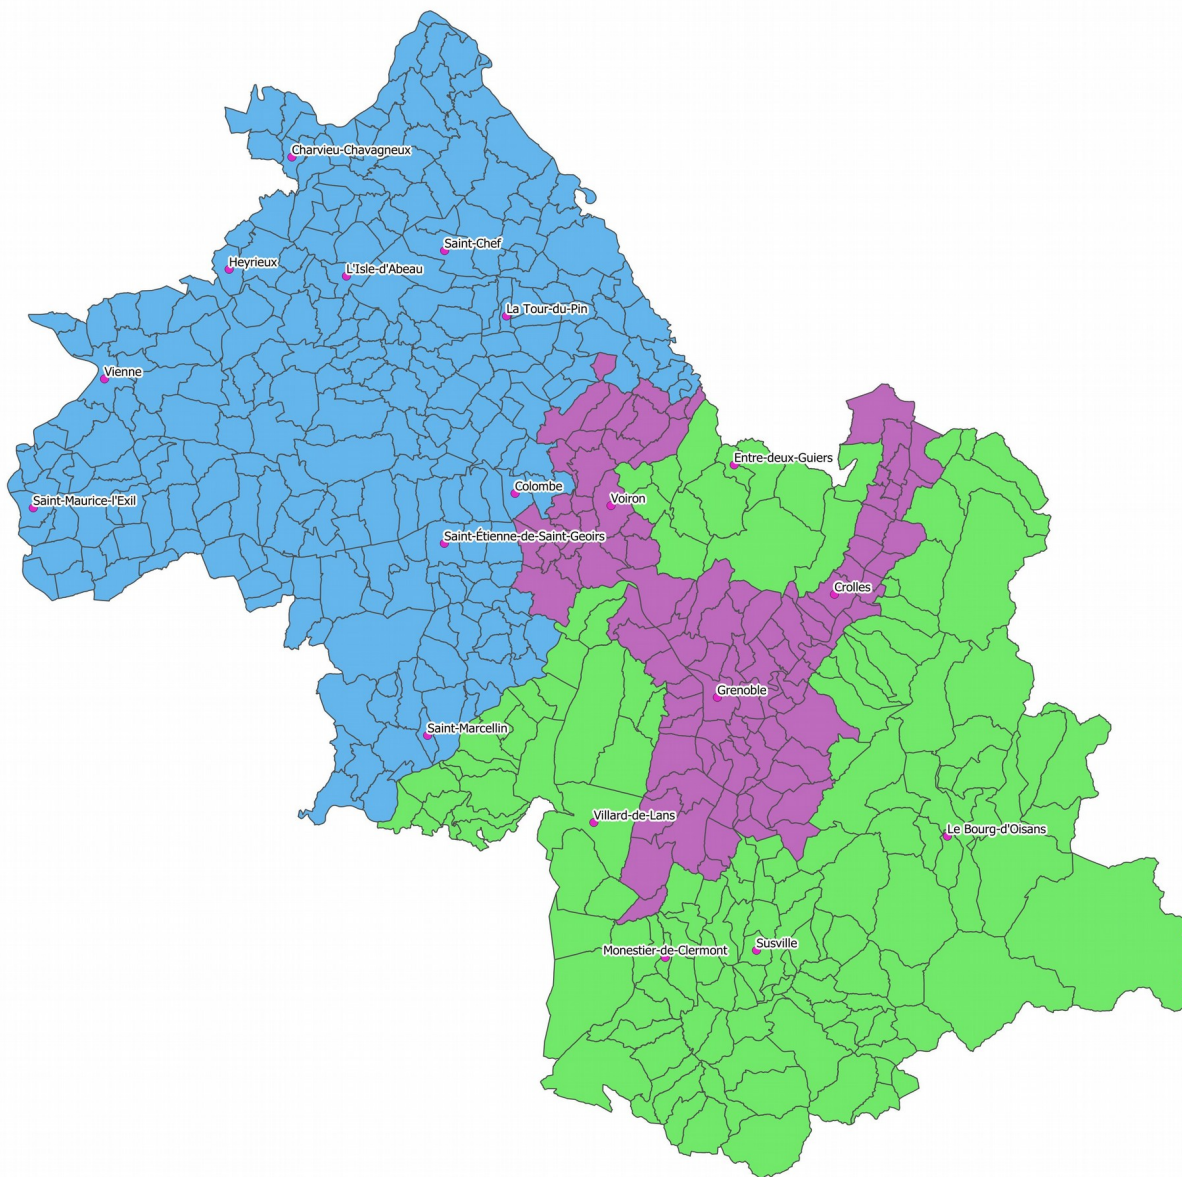 Charvieu-Chavagneux
Saint-Chef
Heyrieux
L'Isle-d'Abeau
La Tour-du-Pin
Vienne
Entre-deux-Guiers
Colombe
Saint-Maurice-l'Exil
Voiron
Saint-Étienne-de-Saint-Geoirs
Crolles
Grenoble
Saint-Marcellin
Villard-de-Lans
Le Bourg-d'Oisans
Monestier-de-Clermont
Susville